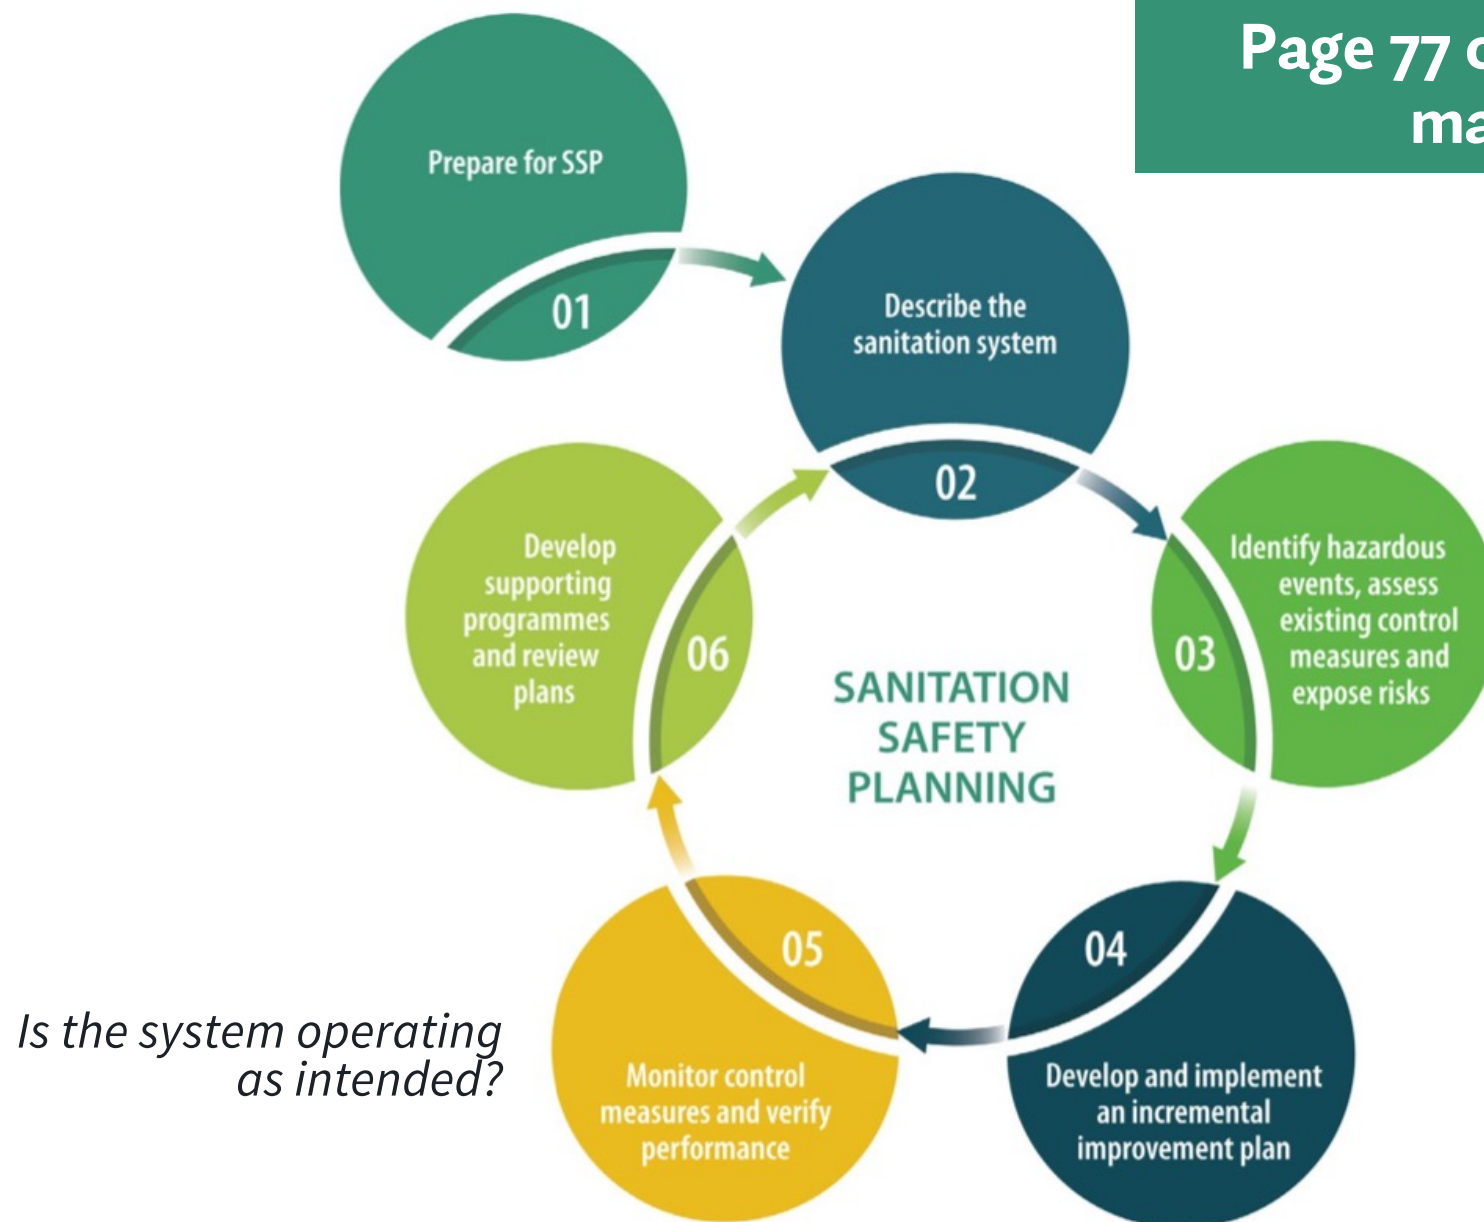 Page 77
ma
Prepare for SSP
01
Describe the
sanitation system
02
Identify hazardous
events, assess
existing control
measures and
expose risks
03
Develop and implement
an incremental
improvement plan
04
Monitor control
measures and verify
performance
05
Develop
supporting
programmes
and review
plans
06
SANITATION
SAFETY
PLANNING
Is the system operating
as intended?